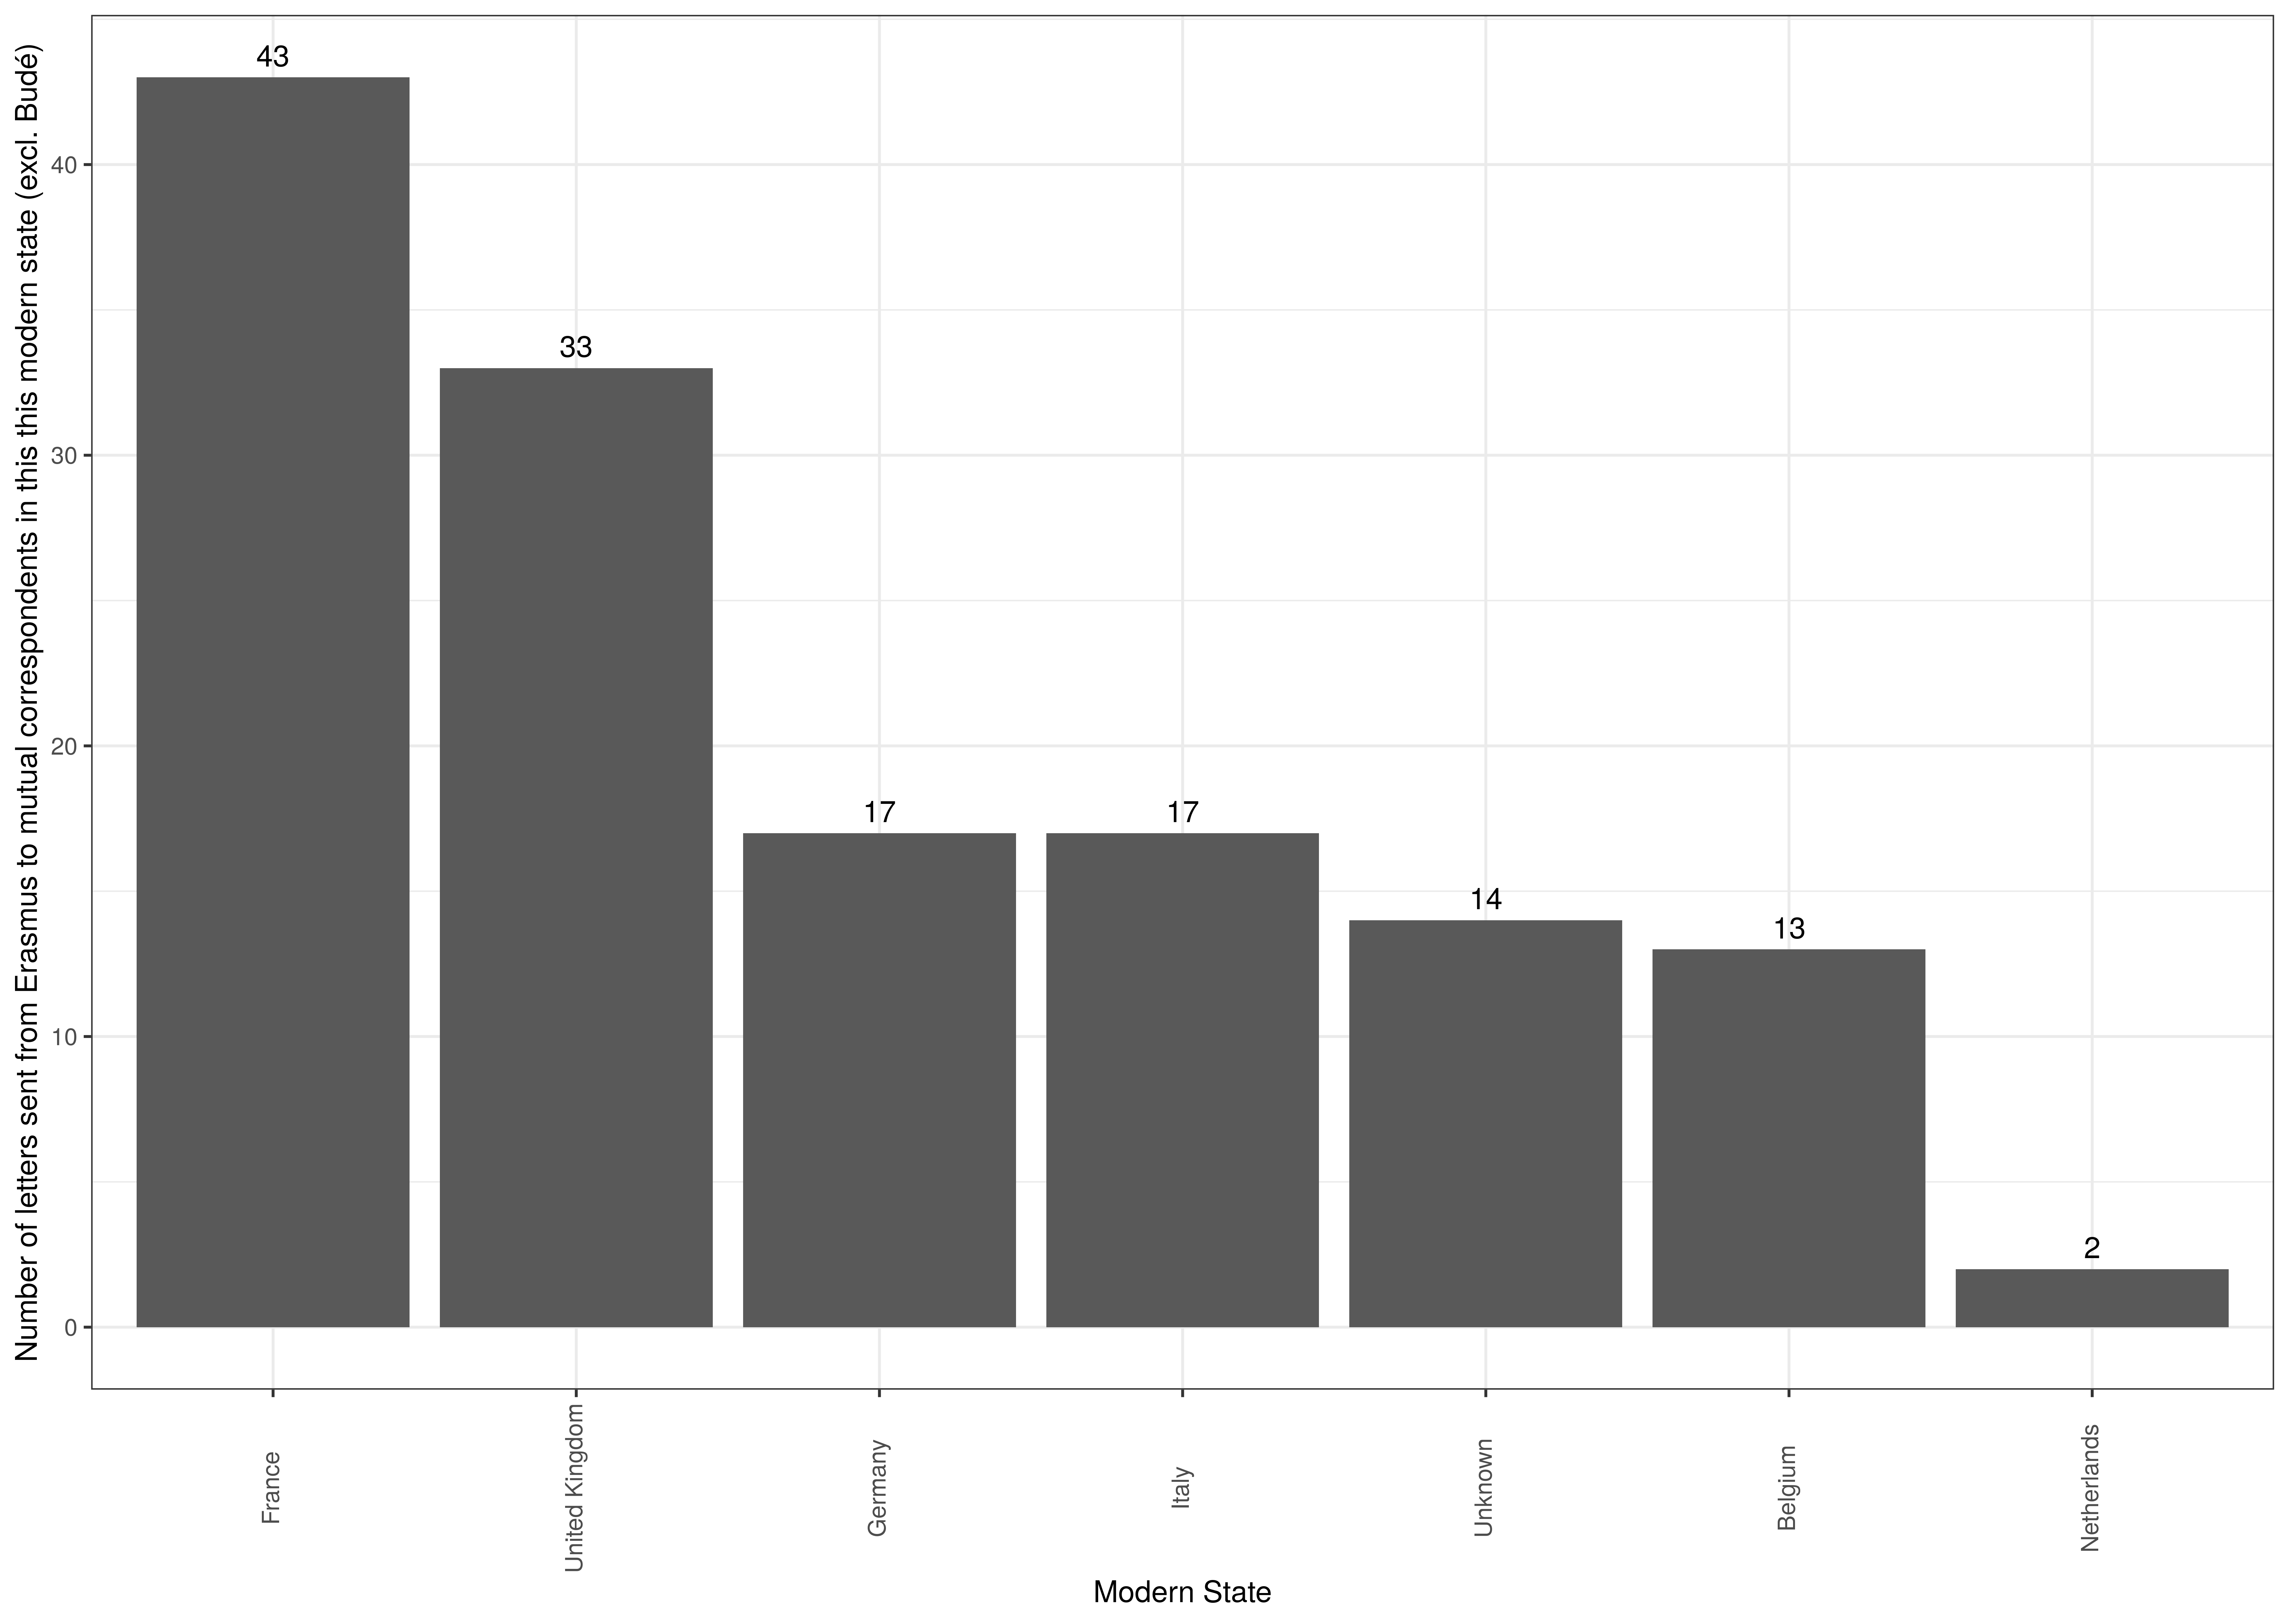 Number of letters sent from Erasmus to mutual correspondents in this this modern state (excl. Budé)
40
30
20
10
0
43
33
17
17
14
13
2
France
United Kingdom
Germany
Italy
Unknown
Belgium
Netherlands
Modern State